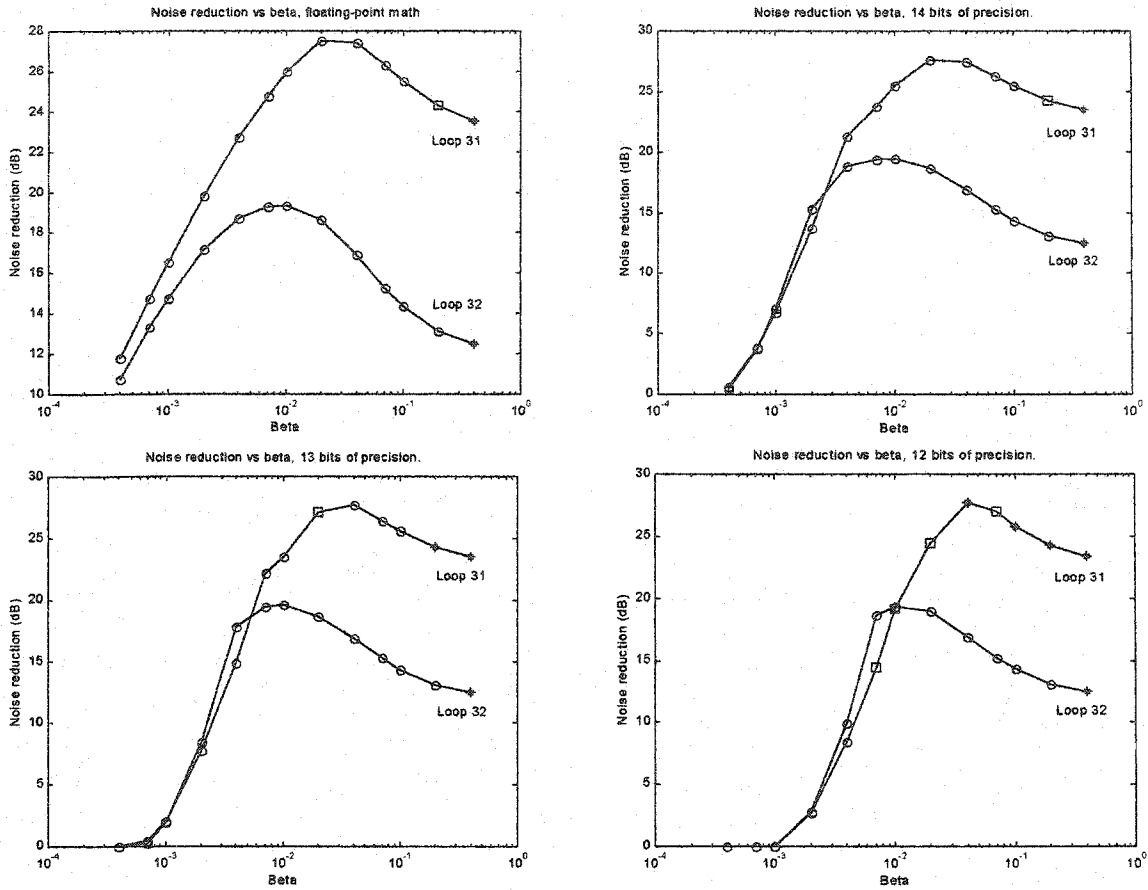 Noise reduction vs beta, floating-point math
28
26
24
22
20
18
16
14
12
10
Noise reduction (dB)
Loop 31
Loop 32
10^-4
10^-3
10^-2
10^-1
10^0
Beta
Noise reduction vs beta, 14 bits of precision.
30
25
20
15
10
5
0
Noise reduction (dB)
Loop 31
Loop 32
10^-4
10^-3
10^-2
10^-1
10^0
Beta
Noise reduction vs beta, 13 bits of precision.
30
25
20
15
10
5
0
Noise reduction (dB)
Loop 31
Loop 32
10^-4
10^-3
10^-2
10^-1
10^0
Beta
Noise reduction vs beta, 12 bits of precision.
30
25
20
15
10
5
0
Noise reduction (dB)
Loop 31
Loop 32
10^-4
10^-3
10^-2
10^-1
10^0
Beta